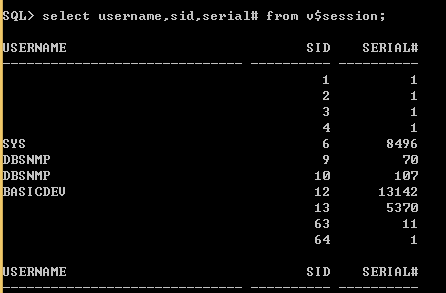 SQL> select username,sid,serial# from v$session;
USERNAME                              SID    SERIAL#
------------------------------ ---------- ----------
                                        1          1
                                        2          1
                                        3          1
                                        4          1
SYS                                     6       8496
DBSNMP                                  9         70
DBSNMP                                 10        107
BASICDEV                               12      13142
                                       13       5370
                                       63         11
                                       64          1
USERNAME                              SID    SERIAL#
------------------------------ ---------- ----------